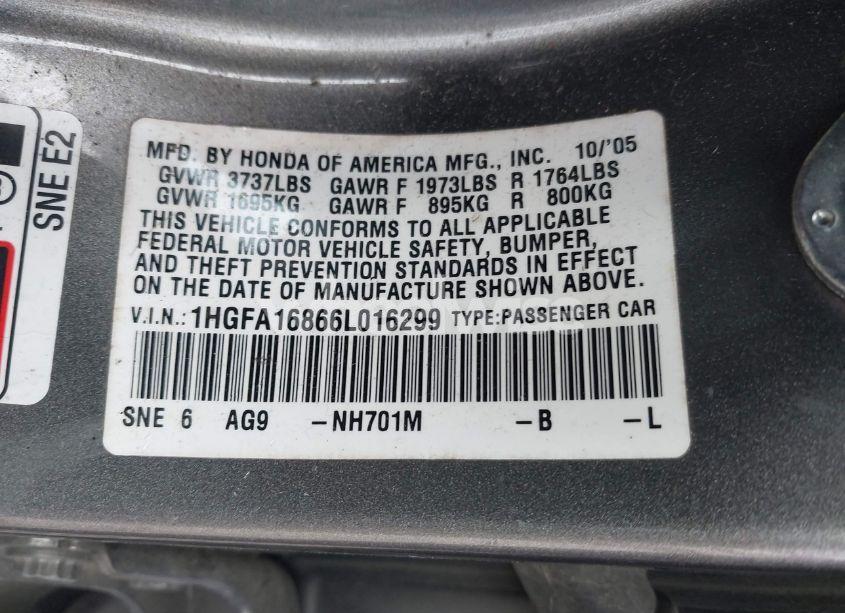 MFD. BY HONDA OF AMERICA MFG., INC. 10/'05
GVWR 3737LBS GAWR F 1973LBS R 1764LBS
GVWR 1695KG GAWR F 895KG R 800KG
THIS VEHICLE CONFORMS TO ALL APPLICABLE
FEDERAL MOTOR VEHICLE SAFETY, BUMPER,
AND THEFT PREVENTION STANDARDS IN EFFECT
ON THE DATE OF MANUFACTURE SHOWN ABOVE.
V.I.N.: 1HGFA16866L016299 TYPE:PASSENGER CAR
SNE 6 AG9 -NH701M -B -L
SNE E2